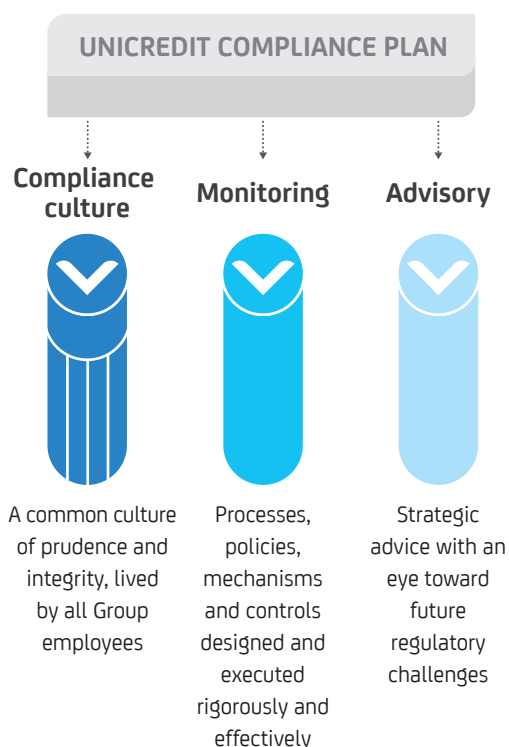 UNICREDIT COMPLIANCE PLAN
Compliance
culture
Monitoring
Advisory
A common culture
of prudence and
integrity, lived
by all Group
employees
Processes,
policies,
mechanisms
and controls
designed and
executed
rigorously and
effectively
Strategic
advice with an
eye toward
future
regulatory
challenges